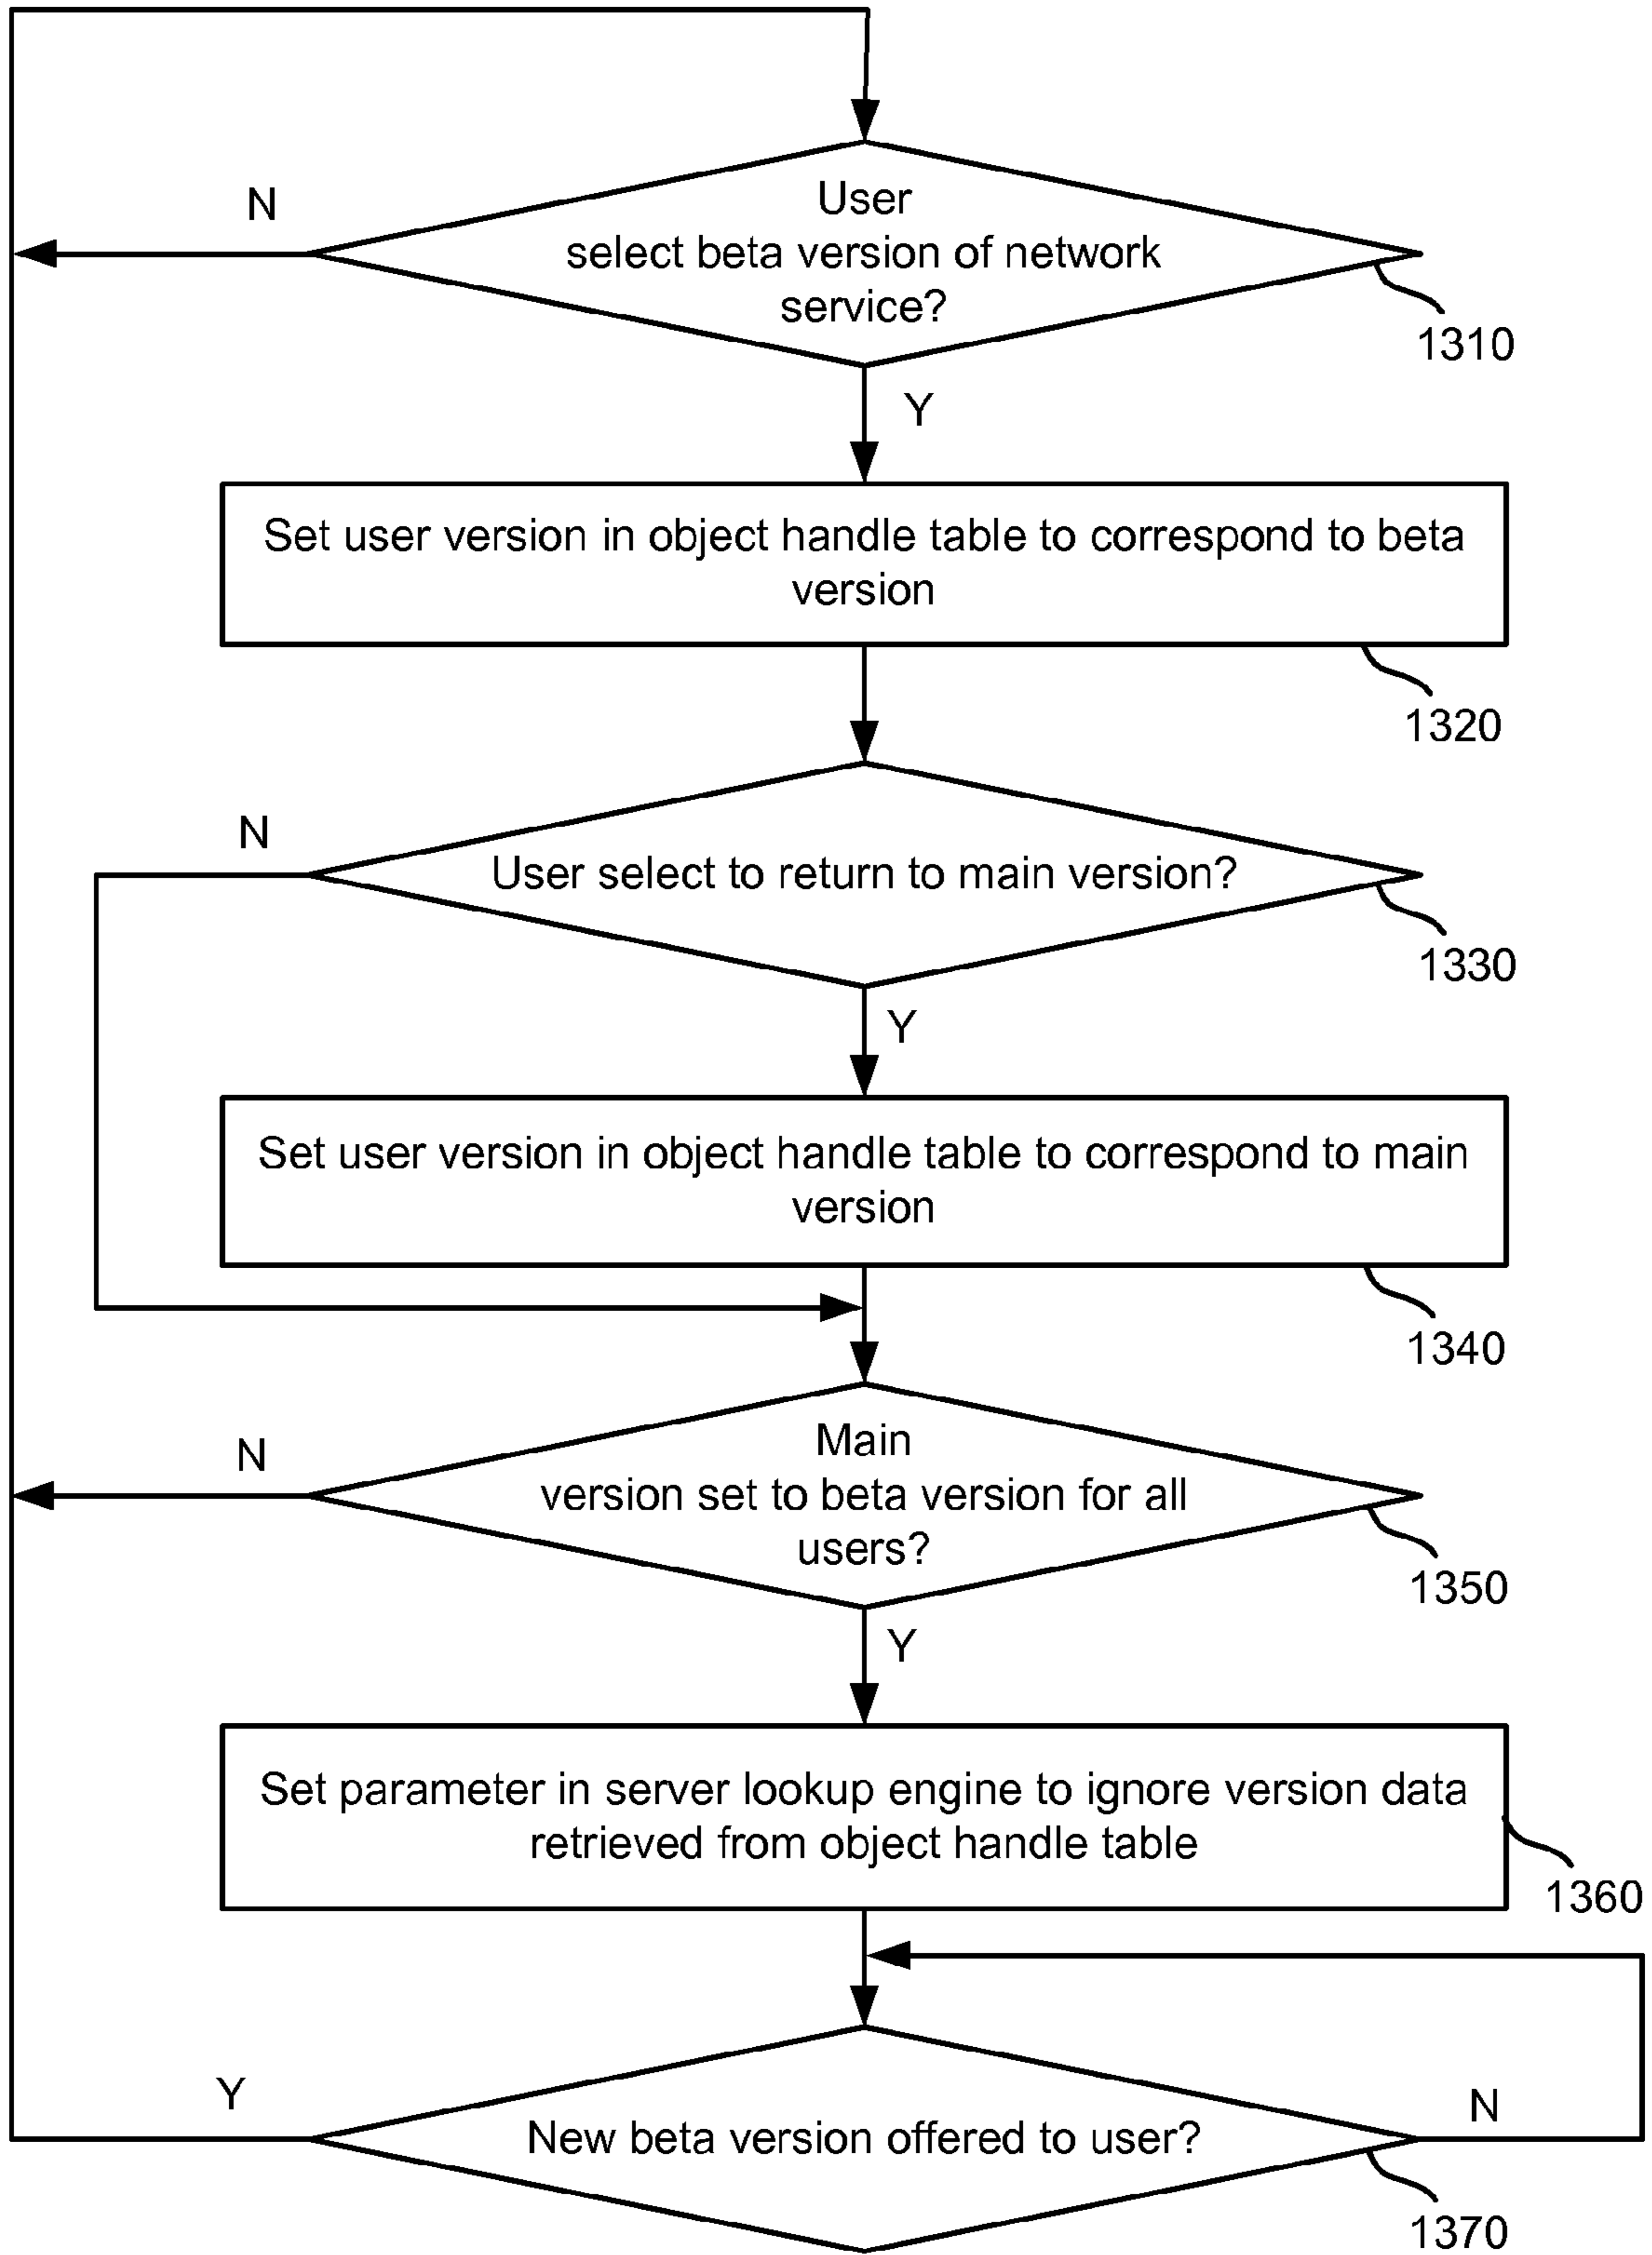 User
N
select beta version of network
service?
1310
Y
Set user version in object handle table to correspond to beta
version
1320
N
User select to return to main version?
1330
Y
Set user version in object handle table to correspond to main
version
1340
Main
N
version set to beta version for all
users?
1350
Y
Set parameter in server lookup engine to ignore version data
retrieved from object handle table
1360
Y
N
New beta version offered to user?
1370